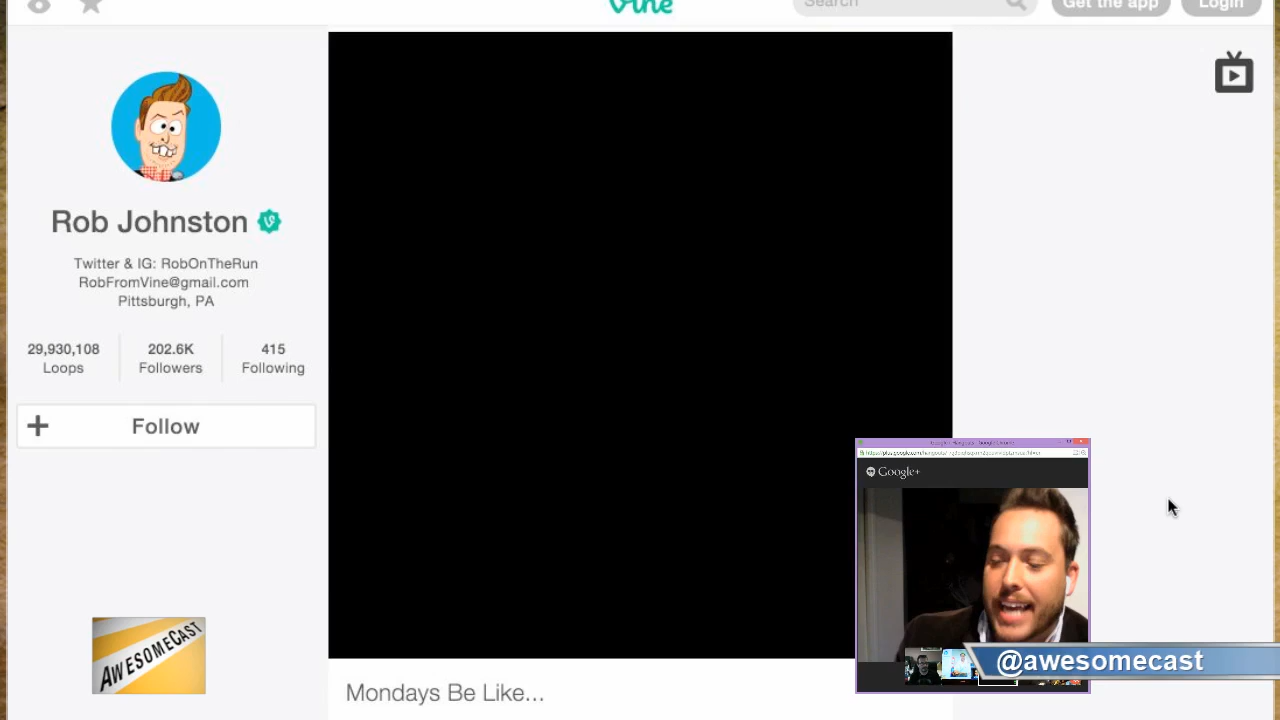 Vine
Search
Get the app
Login
Rob Johnston
Twitter & IG: RobOnTheRun
RobFromVine@gmail.com
Pittsburgh, PA
29,930,108
Loops
202.6K
Followers
415
Following
+ Follow
Google+
AWESOMECAST
@awesomecast
Mondays Be Like...